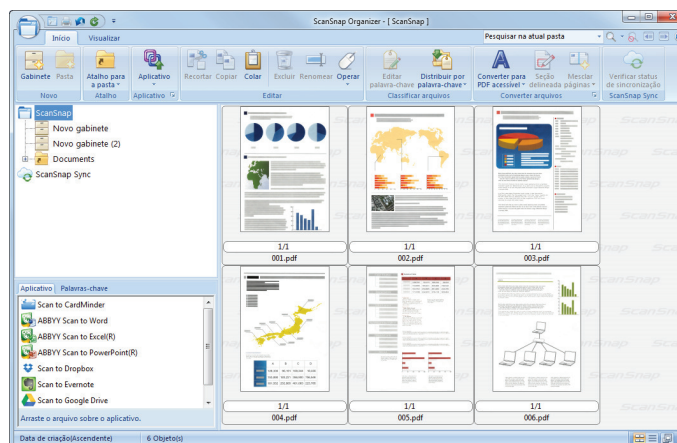 ScanSnap Organizer - [ ScanSnap ]
Início Visualizar
Pesquisar na atual pasta
Gabinete Pasta
Novo
Atalho para a pasta
Atalho
Aplicativo
Aplicativo
Recortar Copiar Colar Excluir Renomear Operar
Editar
Editar palavra-chave Distribuir por palavra-chave
Classificar arquivos
Converter para PDF acessível Seção delineada Mesclar páginas
Converter arquivos
Verificar status de sincronização
ScanSnap Sync
ScanSnap
Novo gabinete
Novo gabinete (2)
Documents
ScanSnap Sync
1/1 1/1 1/1
001.pdf 002.pdf 003.pdf
Aplicativo Palavras-chave
Scan to CardMinder
ABBYY Scan to Word
ABBYY Scan to Excel(R)
ABBYY Scan to PowerPoint(R)
Scan to Dropbox
Scan to Evernote
Scan to Google Drive
Arraste o arquivo sobre o aplicativo.
1/1 1/1 1/1
004.pdf 005.pdf 006.pdf
Data de criação(Ascendente) 6 Objeto(s)